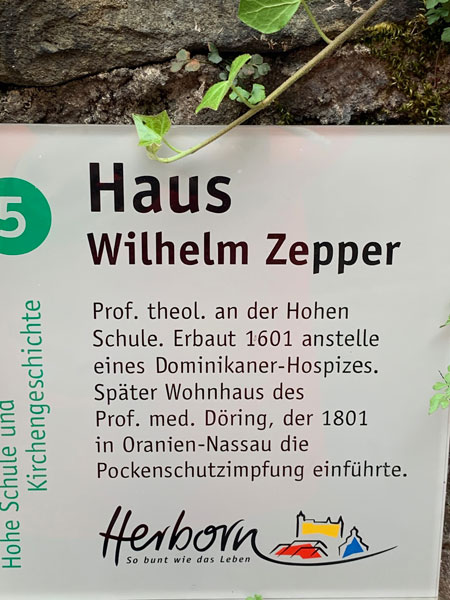 5
Hohe Schule und
Kirchengeschichte
Haus
Wilhelm Zepper
Prof. theol. an der Hohen
Schule. Erbaut 1601 anstelle
eines Dominikaner-Hospizes.
Später Wohnhaus des
Prof. med. Döring, der 1801
in Oranien-Nassau die
Pockenschutzimpfung einführte.
Herborn
So bunt wie das Leben